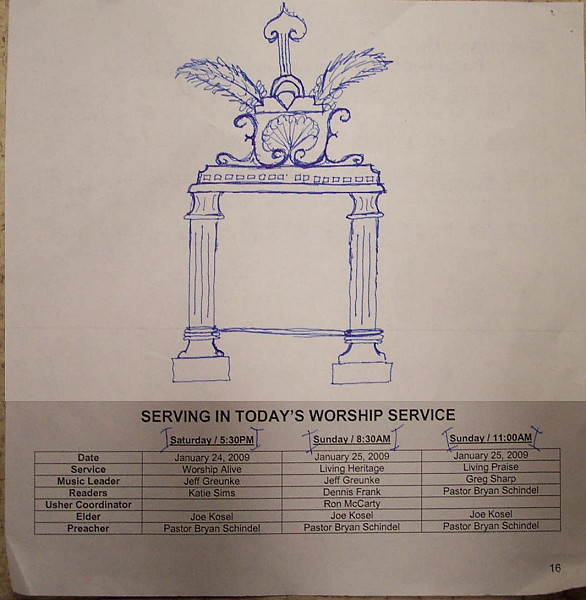 SERVING IN TODAY'S WORSHIP SERVICE
Saturday / 5:30PM Sunday / 8:30AM Sunday / 11:00AM
Date January 24, 2009 January 25, 2009 January 25, 2009
Service Worship Alive Living Heritage Living Praise
Music Leader Jeff Greunke Jeff Greunke Greg Sharp
Readers Katie Sims Dennis Frank Pastor Bryan Schindel
Usher Coordinator Ron McCarty
Elder Joe Kosel Joe Kosel Joe Kosel
Preacher Pastor Bryan Schindel Pastor Bryan Schindel Pastor Bryan Schindel
16